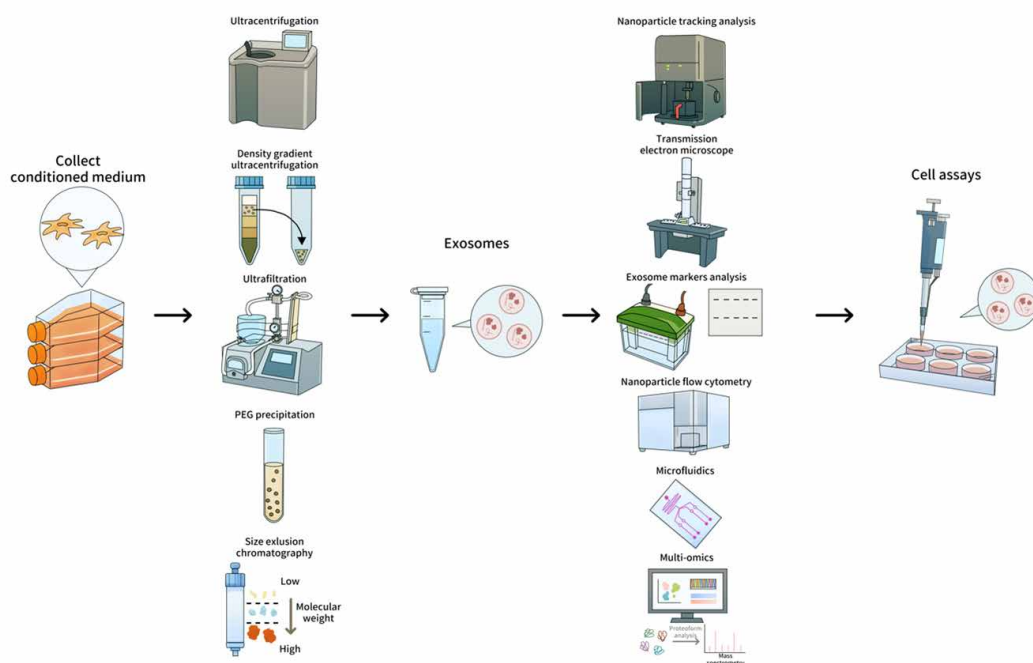 Collect
conditioned medium
Ultracentrifugation
Density gradient
ultracentrifugation
Ultrafiltration
PEG precipitation
Size exlusion
chromatography
Low
Molecular
weight
High
Exosomes
Nanoparticle tracking analysis
Transmission
electron microscope
Exosome markers analysis
Nanoparticle flow cytometry
Microfluidics
Multi-omics
Proteoform
analysis
Mass
spectrometry
Cell assays